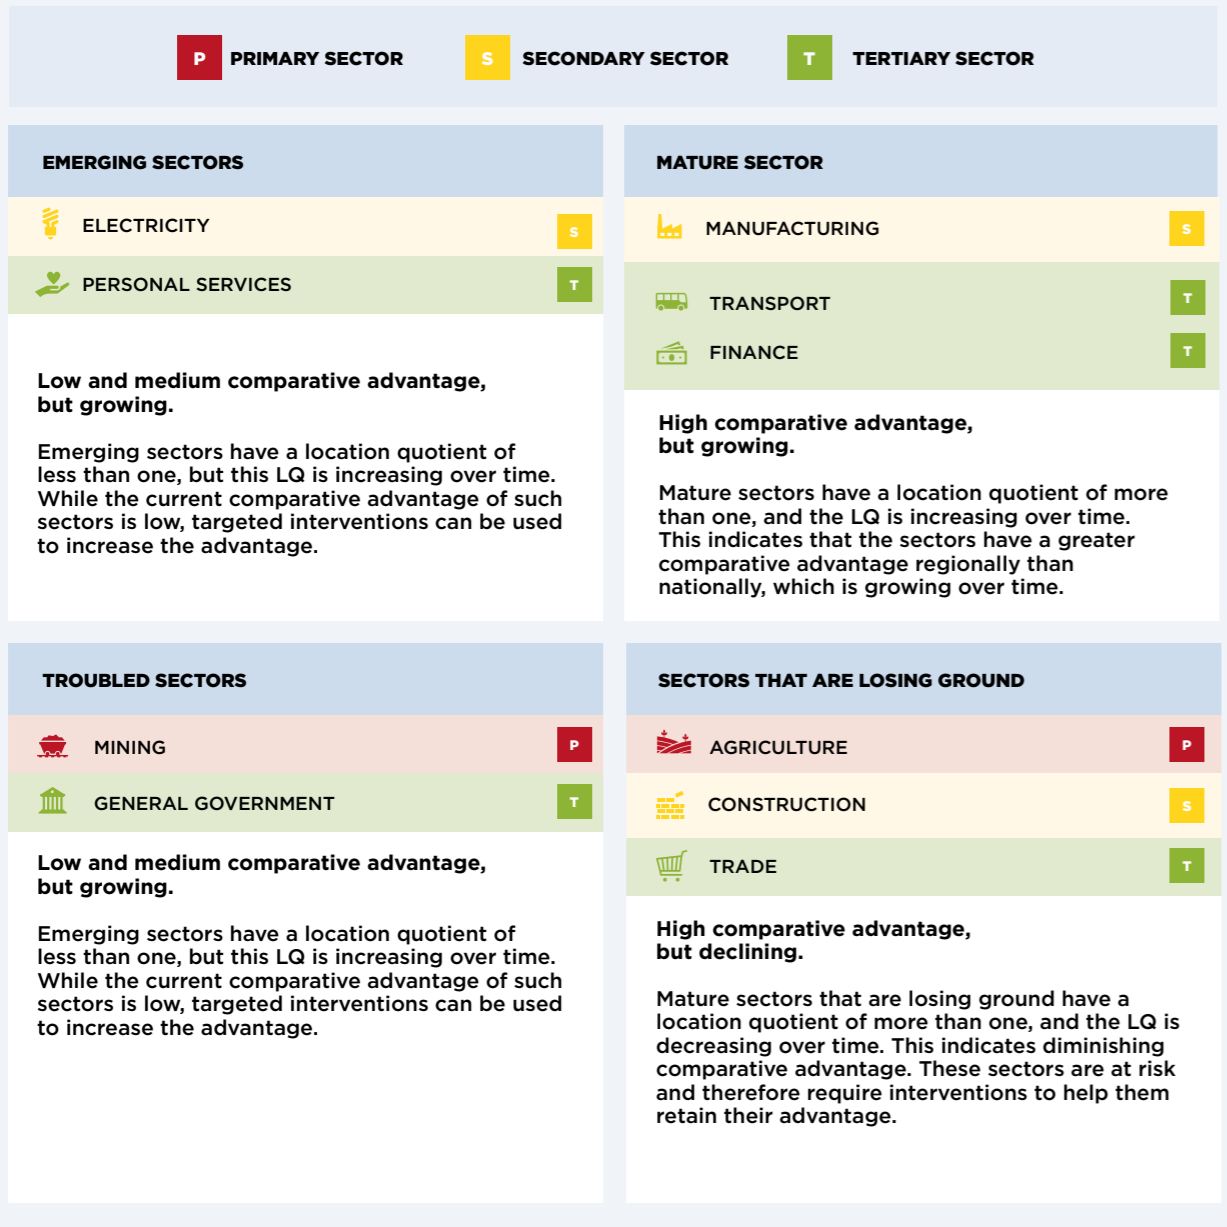 P PRIMARY SECTOR S SECONDARY SECTOR T TERTIARY SECTOR
EMERGING SECTORS
ELECTRICITY S
PERSONAL SERVICES T
Low and medium comparative advantage,
but growing.
Emerging sectors have a location quotient of
less than one, but this LQ is increasing over time.
While the current comparative advantage of such
sectors is low, targeted interventions can be used
to increase the advantage.
MATURE SECTOR
MANUFACTURING S
TRANSPORT T
FINANCE T
High comparative advantage,
but growing.
Mature sectors have a location quotient of more
than one, and the LQ is increasing over time.
This indicates that the sectors have a greater
comparative advantage regionally than
nationally, which is growing over time.
TROUBLED SECTORS
MINING P
GENERAL GOVERNMENT T
Low and medium comparative advantage,
but growing.
Emerging sectors have a location quotient of
less than one, but this LQ is increasing over time.
While the current comparative advantage of such
sectors is low, targeted interventions can be used
to increase the advantage.
SECTORS THAT ARE LOSING GROUND
AGRICULTURE P
CONSTRUCTION S
TRADE T
High comparative advantage,
but declining.
Mature sectors that are losing ground have a
location quotient of more than one, and the LQ is
decreasing over time. This indicates diminishing
comparative advantage. These sectors are at risk
and therefore require interventions to help them
retain their advantage.